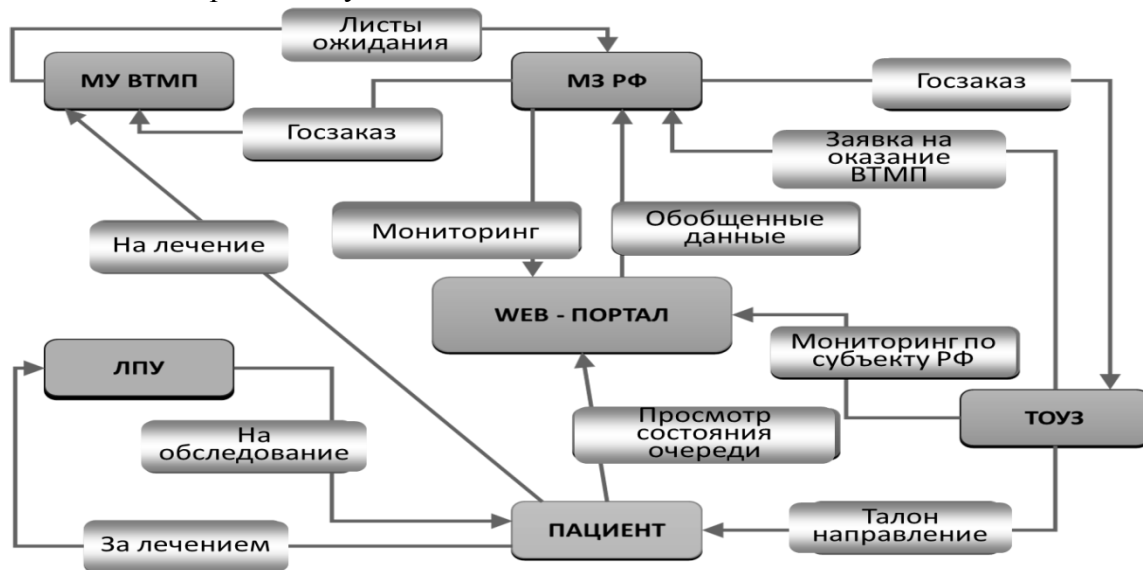 Листы
ожидания
МУ ВТМП
МЗ РФ
Госзаказ
Госзаказ
Заявка на
оказание
ВТМП
На лечение
Мониторинг
Обобщенные
данные
WEB - ПОРТАЛ
Мониторинг по
субъекту РФ
ЛПУ
ТОУЗ
На
обследование
Просмотр
состояния
очереди
ПАЦИЕНТ
Талон
направление
За лечением